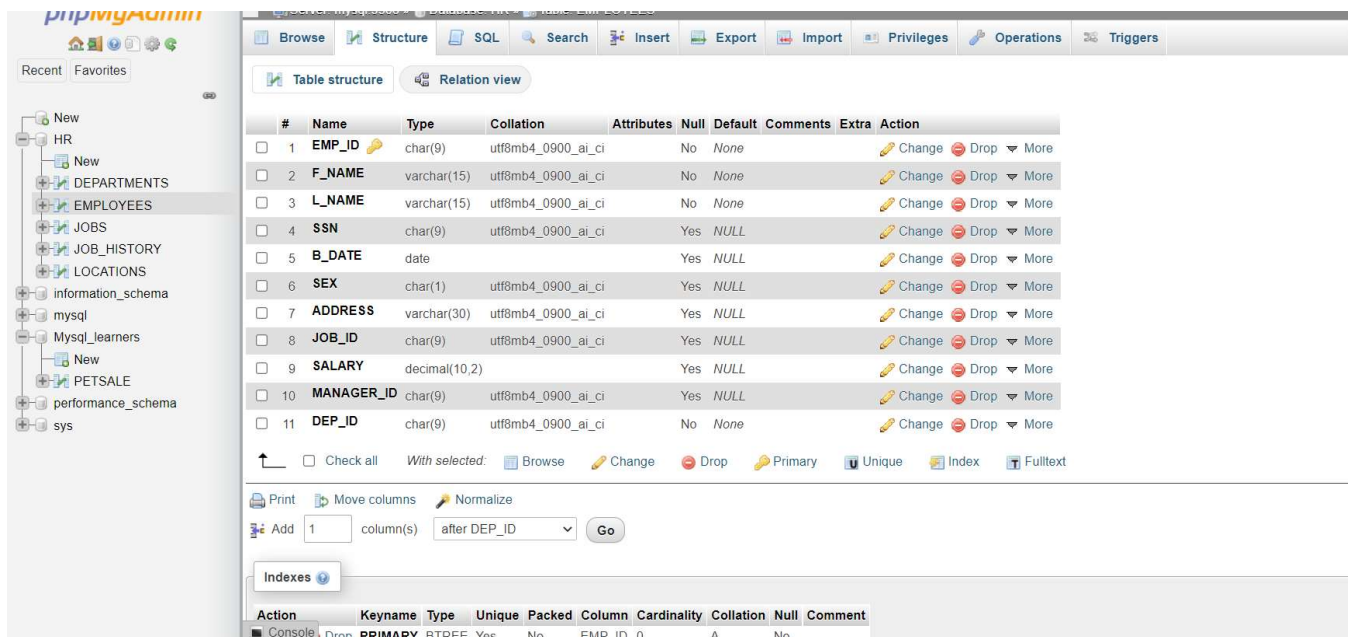 phpMyAdmin
Server: mysql:3306 » Database: HR » Table: EMPLOYEES
Browse Structure SQL Search Insert Export Import Privileges Operations Triggers
Recent Favorites
Table structure Relation view
New
HR
New
DEPARTMENTS
EMPLOYEES
JOBS
JOB_HISTORY
LOCATIONS
information_schema
mysql
Mysql_learners
New
PETSALE
performance_schema
sys
# Name Type Collation Attributes Null Default Comments Extra Action
1 EMP_ID char(9) utf8mb4_0900_ai_ci No None Change Drop More
2 F_NAME varchar(15) utf8mb4_0900_ai_ci No None Change Drop More
3 L_NAME varchar(15) utf8mb4_0900_ai_ci No None Change Drop More
4 SSN char(9) utf8mb4_0900_ai_ci Yes NULL Change Drop More
5 B_DATE date Yes NULL Change Drop More
6 SEX char(1) utf8mb4_0900_ai_ci Yes NULL Change Drop More
7 ADDRESS varchar(30) utf8mb4_0900_ai_ci Yes NULL Change Drop More
8 JOB_ID char(9) utf8mb4_0900_ai_ci Yes NULL Change Drop More
9 SALARY decimal(10,2) Yes NULL Change Drop More
10 MANAGER_ID char(9) utf8mb4_0900_ai_ci Yes NULL Change Drop More
11 DEP_ID char(9) utf8mb4_0900_ai_ci No None Change Drop More
Check all With selected: Browse Change Drop Primary Unique Index Fulltext
Print Move columns Normalize
Add 1 column(s) after DEP_ID Go
Indexes
Action Keyname Type Unique Packed Column Cardinality Collation Null Comment
Console Drop PRIMARY BTREE Yes No EMP_ID 0 A No